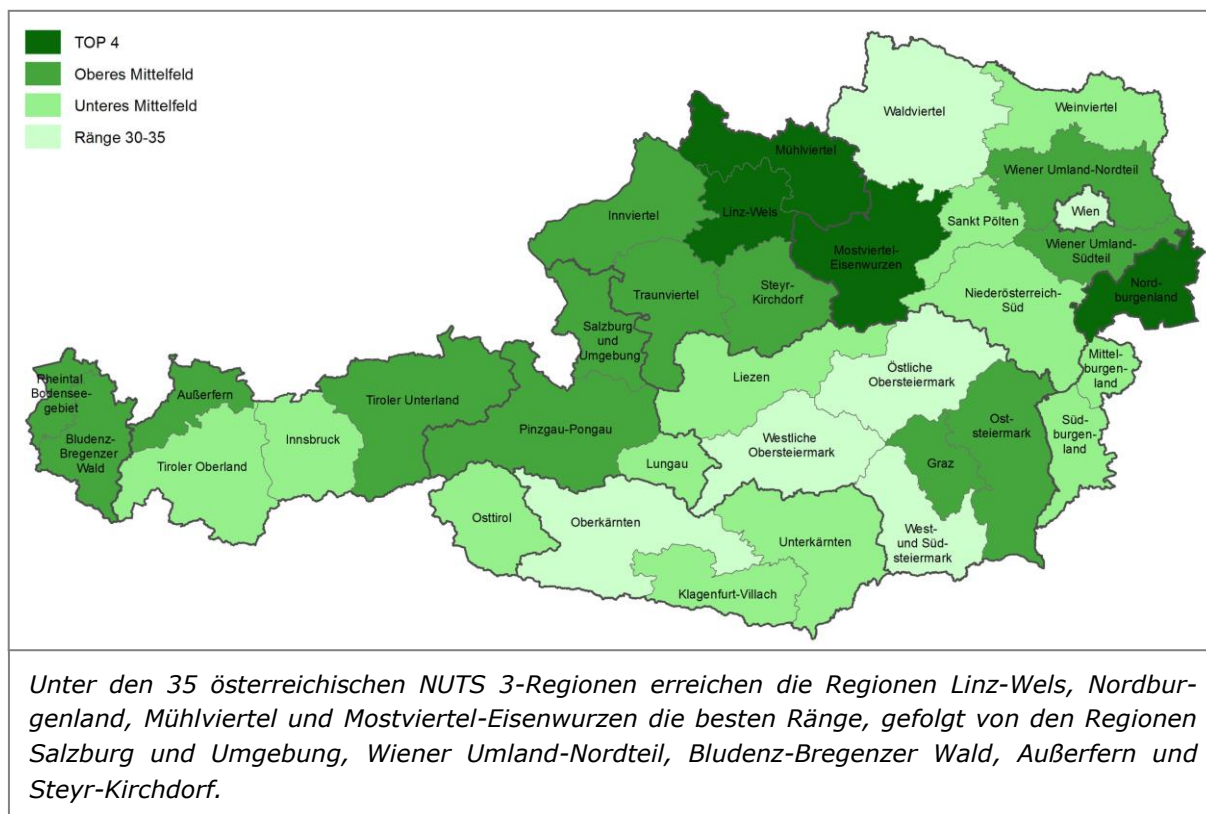 TOP 4
Oberes Mittelfeld
Unteres Mittelfeld
Ränge 30-35
Waldviertel
Weinviertel
Mühlviertel
Wiener Umland-Nordteil
Innviertel
Linz-Wels
Sankt Pölten
Wien
Mostviertel-
Eisenwurzen
Wiener Umland-
Südteil
Nord-
burgenland
Traunviertel
Steyr-
Kirchdorf
Niederösterreich-
Süd
Salzburg
und
Umgebung
Mittel-
burgen-
land
Rheintal
Bodensee-
gebiet
Außerfern
Tiroler Unterland
Liezen
Östliche
Obersteiermark
Bludenz-
Bregenzer
Wald
Tiroler Oberland
Innsbruck
Pinzgau-Pongau
Lungau
Westliche
Obersteiermark
Ost-
steiermark
Süd-
burgen-
land
Graz
Osttirol
Oberkärnten
Unterkärnten
West-
und Süd-
steiermark
Klagenfurt-Villach
Unter den 35 österreichischen NUTS 3-Regionen erreichen die Regionen Linz-Wels, Nordbur-
genland, Mühlviertel und Mostviertel-Eisenwurzen die besten Ränge, gefolgt von den Regionen
Salzburg und Umgebung, Wiener Umland-Nordteil, Bludenz-Bregenzer Wald, Außerfern und
Steyr-Kirchdorf.